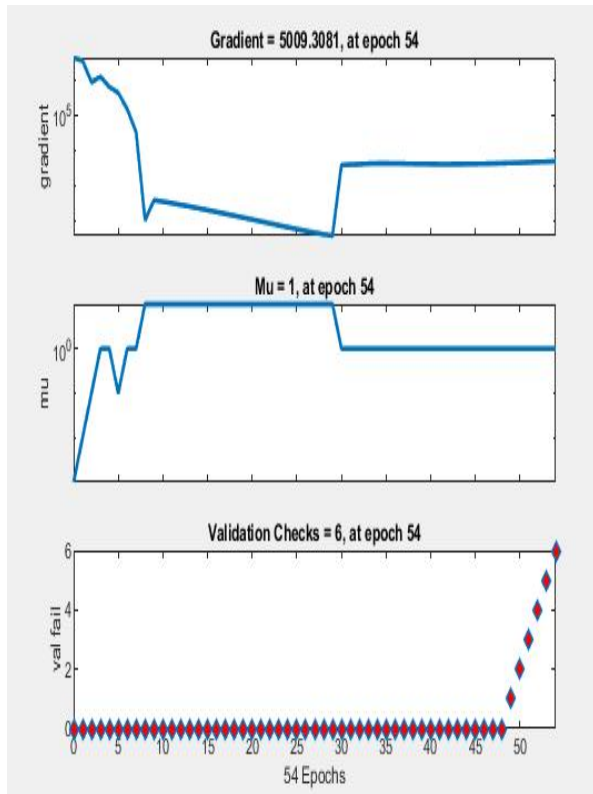 Gradient = 5009.3081, at epoch 54
10^5
gradient
Mu = 1, at epoch 54
10^0
mu
Validation Checks = 6, at epoch 54
6
4
2
0
val fail
0 5 10 15 20 25 30 35 40 45 50
54 Epochs